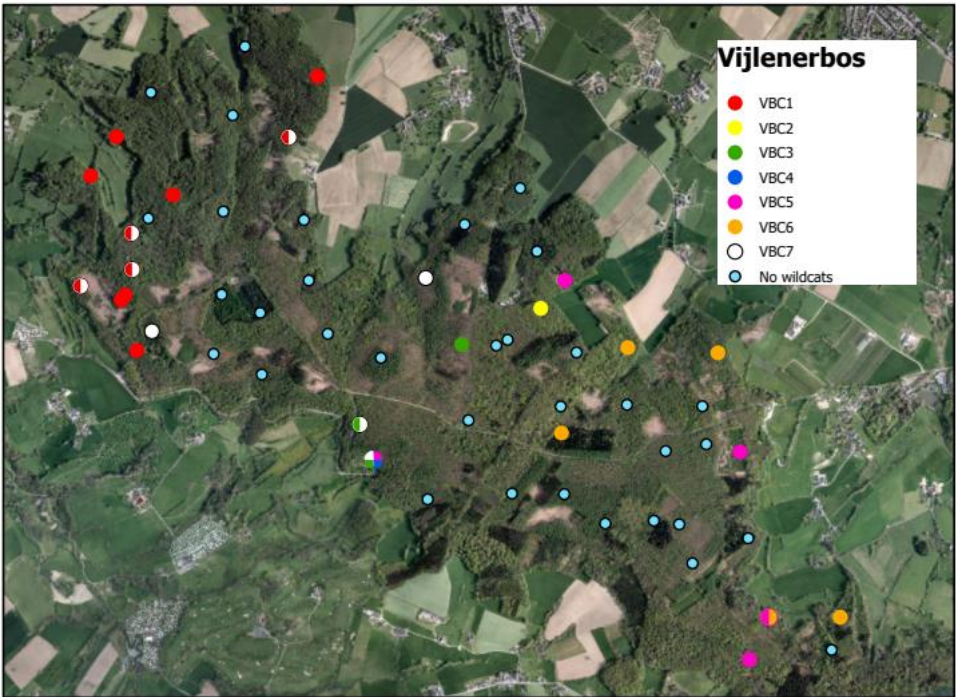 Vijlenerbos
VBC1
VBC2
VBC3
VBC4
VBC5
VBC6
VBC7
No wildcats